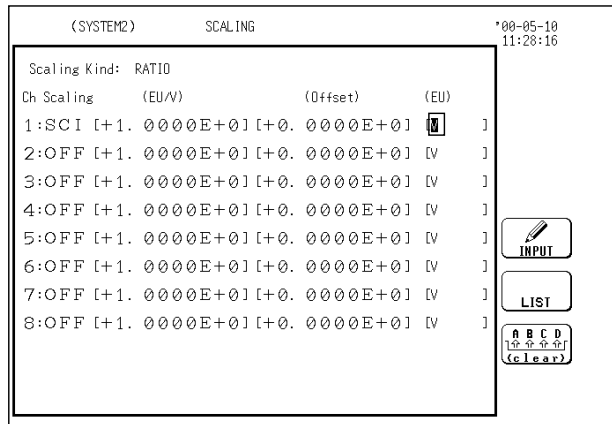 (SYSTEM2) SCALING '00-05-10
11:28:16
Scaling Kind: RATIO
Ch Scaling (EU/V) (Offset) (EU)
1:SCI [+1. 0000E+0][+0. 0000E+0] [V ]
2:OFF [+1. 0000E+0][+0. 0000E+0] [V ]
3:OFF [+1. 0000E+0][+0. 0000E+0] [V ]
4:OFF [+1. 0000E+0][+0. 0000E+0] [V ]
5:OFF [+1. 0000E+0][+0. 0000E+0] [V ]
6:OFF [+1. 0000E+0][+0. 0000E+0] [V ]
7:OFF [+1. 0000E+0][+0. 0000E+0] [V ]
8:OFF [+1. 0000E+0][+0. 0000E+0] [V ]
INPUT
LIST
A B C D
(clear)